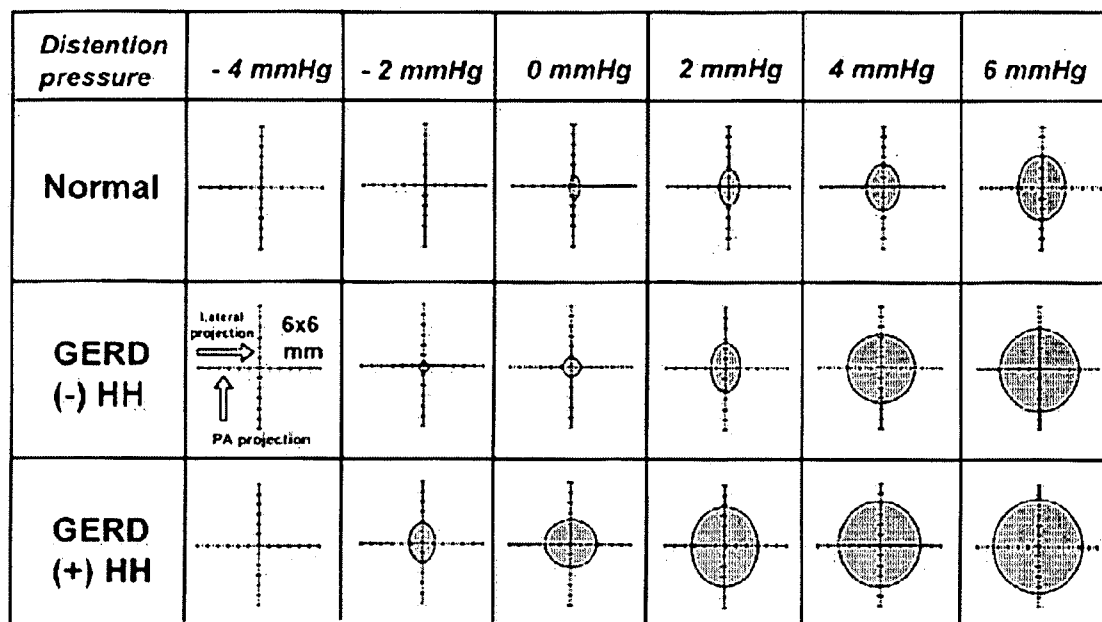 Distention
pressure
- 4 mmHg
- 2 mmHg
0 mmHg
2 mmHg
4 mmHg
6 mmHg
Normal
GERD
(-) HH
Lateral
projection
6x6
mm
PA projection
GERD
(+) HH